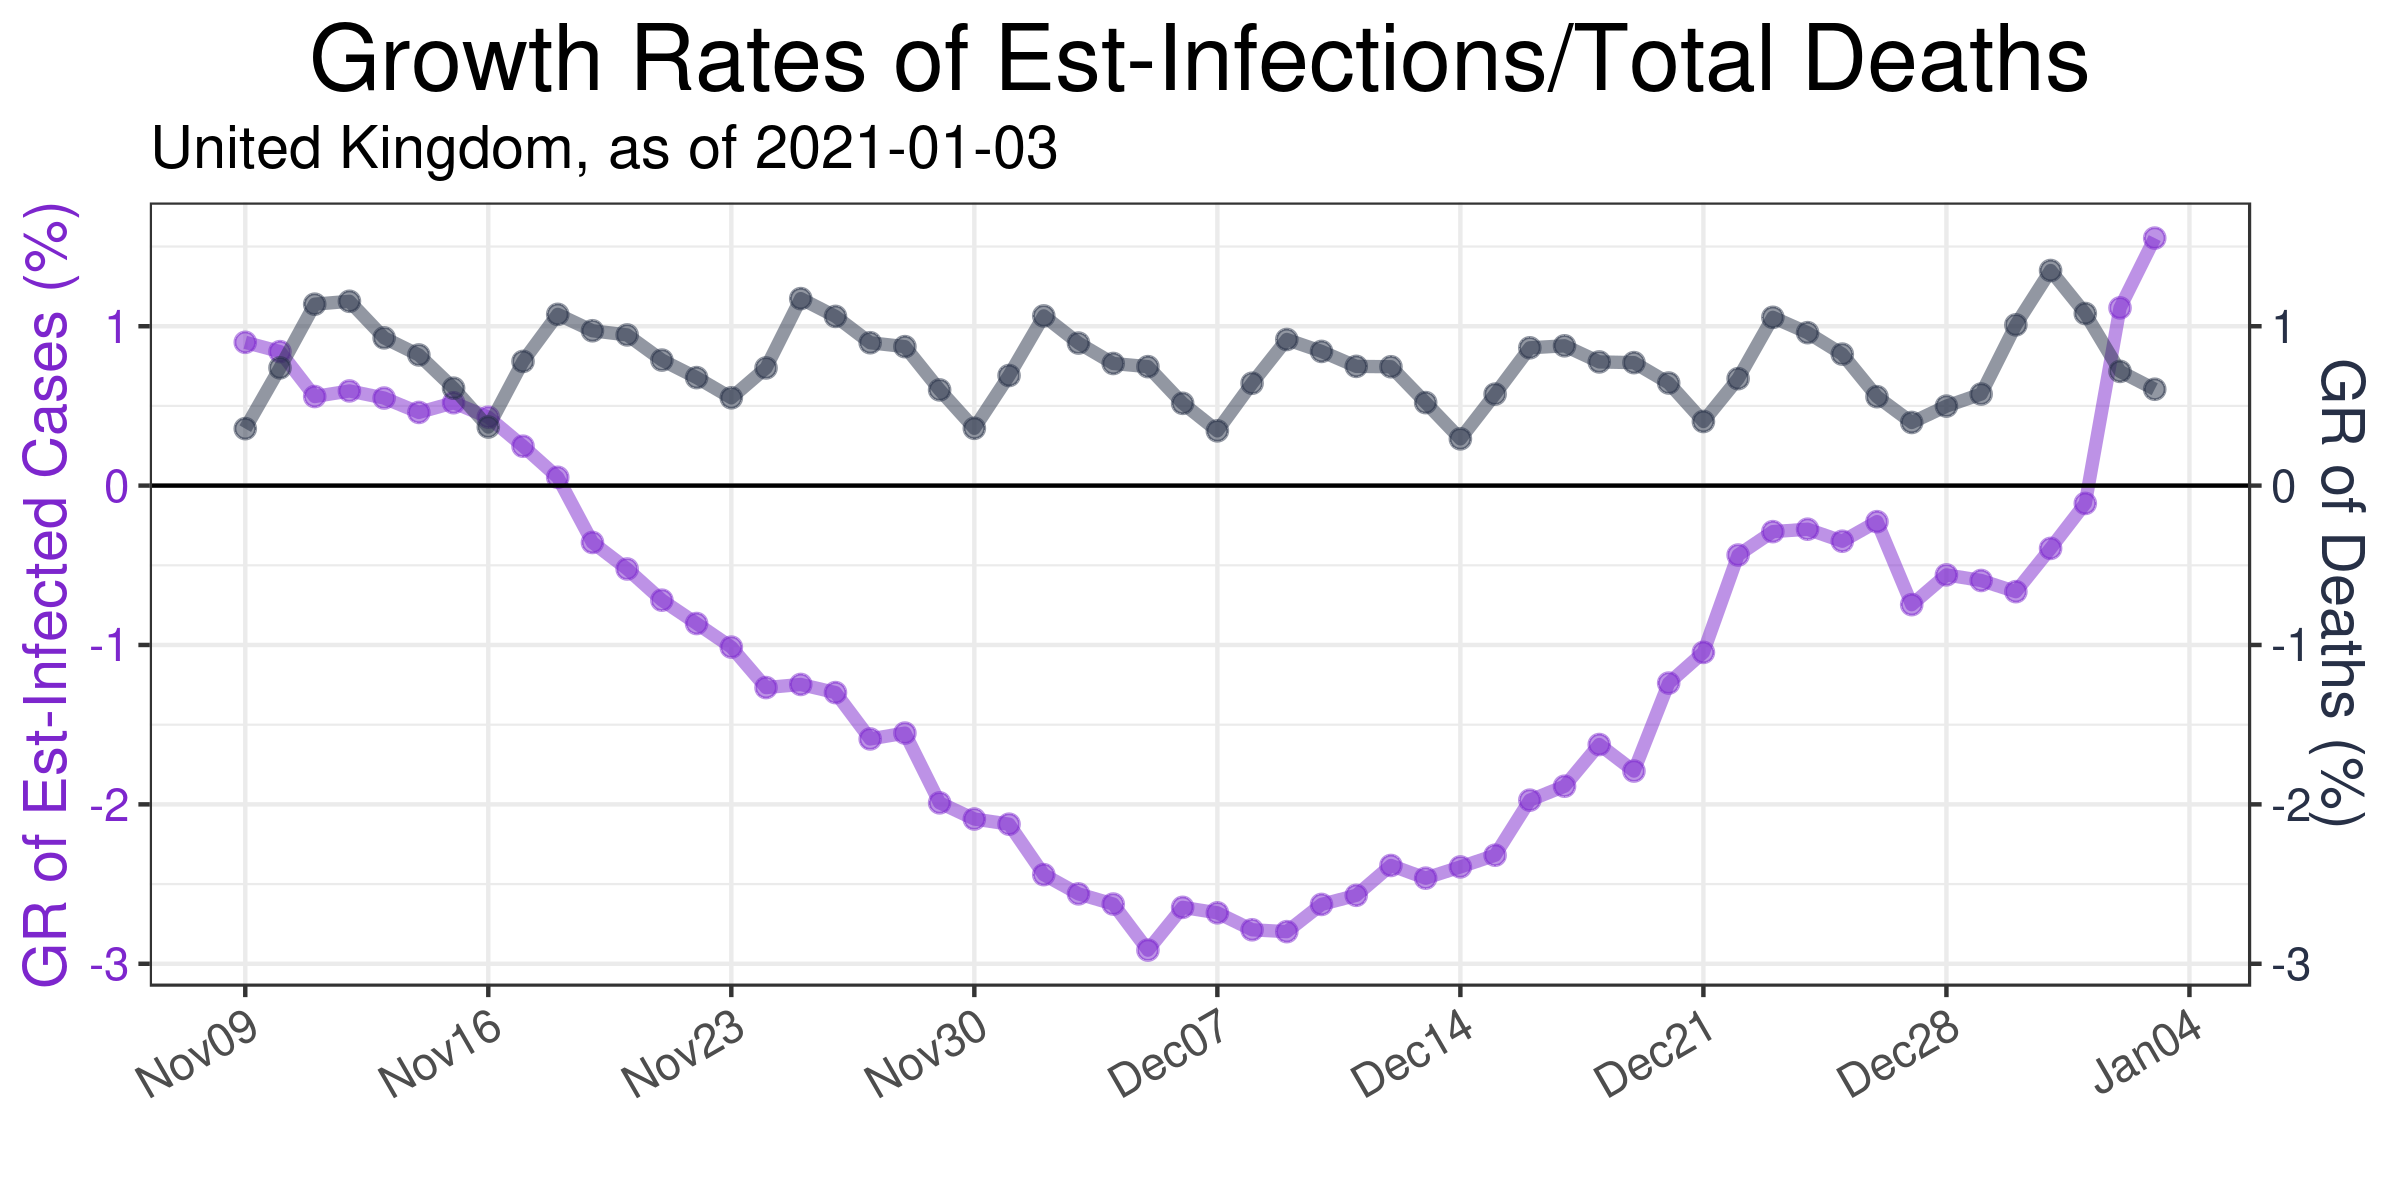 Growth Rates of Est-Infections/Total Deaths
United Kingdom, as of 2021-01-03
GR of Est-Infected Cases (%)
1
0
-1
-2
-3
1
0
-1
-2
-3
GR of Deaths (%)
Nov09
Nov16
Nov23
Nov30
Dec07
Dec14
Dec21
Dec28
Jan04